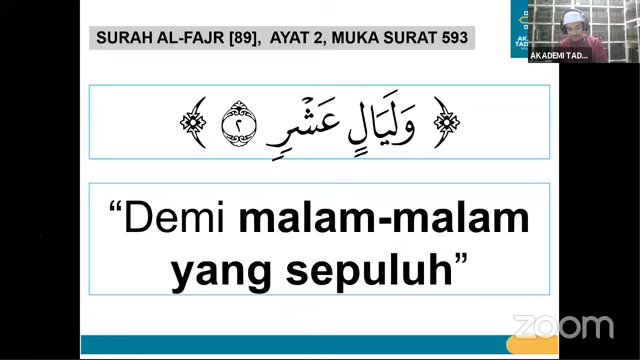 SURAH AL-FAJR [89], AYAT 2, MUKA SURAT 593
AKADEMI TAD...
﴿ وَلَيَالٍ عَشْرٍ ٢ ﴾
“Demi malam-malam
yang sepuluh”
zoom